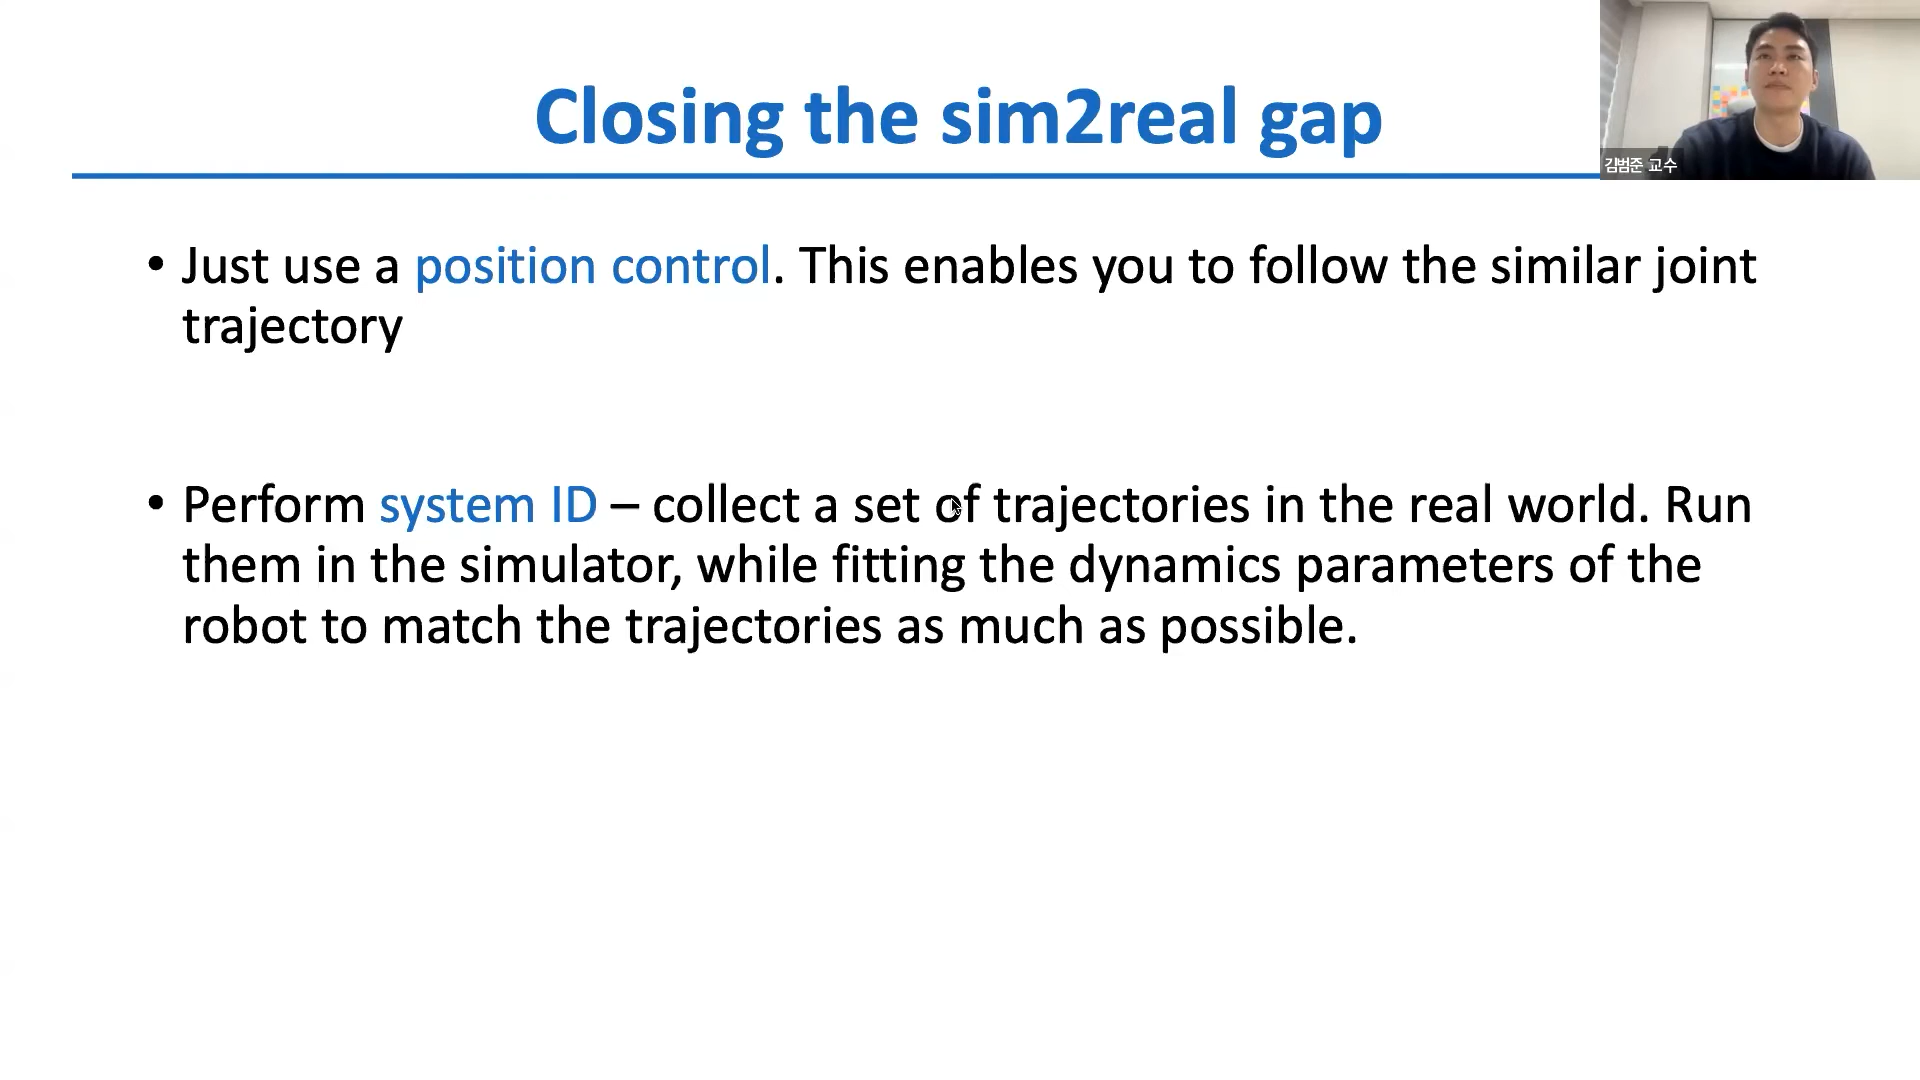 Closing the sim2real gap
김범준 교수
• Just use a position control. This enables you to follow the similar joint
trajectory
• Perform system ID – collect a set of trajectories in the real world. Run
them in the simulator, while fitting the dynamics parameters of the
robot to match the trajectories as much as possible.